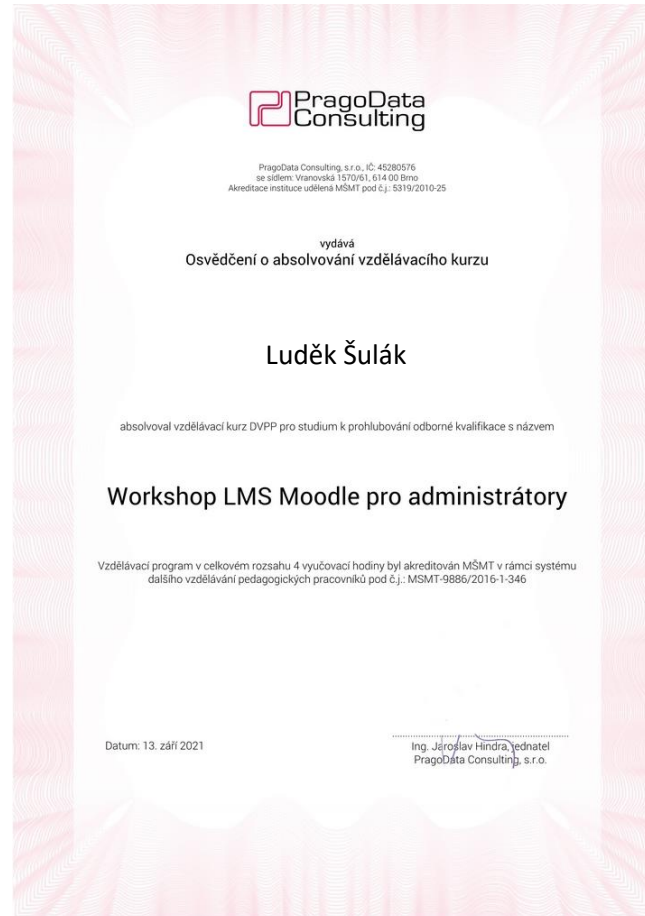 PragoData
Consulting
PragoData Consulting, s.r.o., IČ: 45280576
se sídlem: Vranovská 1570/61, 614 00 Brno
Akreditace instituce udělená MŠMT pod č.j.: 5319/2010-25
vydává
Osvědčení o absolvování vzdělávacího kurzu
Luděk Šulák
absolvoval vzdělávací kurz DVPP pro studium k prohlubování odborné kvalifikace s názvem
Workshop LMS Moodle pro administrátory
Vzdělávací program v celkovém rozsahu 4 vyučovací hodiny byl akreditován MŠMT v rámci systému
dalšího vzdělávání pedagogických pracovníků pod č.j.: MSMT-9886/2016-1-346
Datum: 13. září 2021
Ing. Jaroslav Hindra, jednatel
PragoData Consulting, s.r.o.